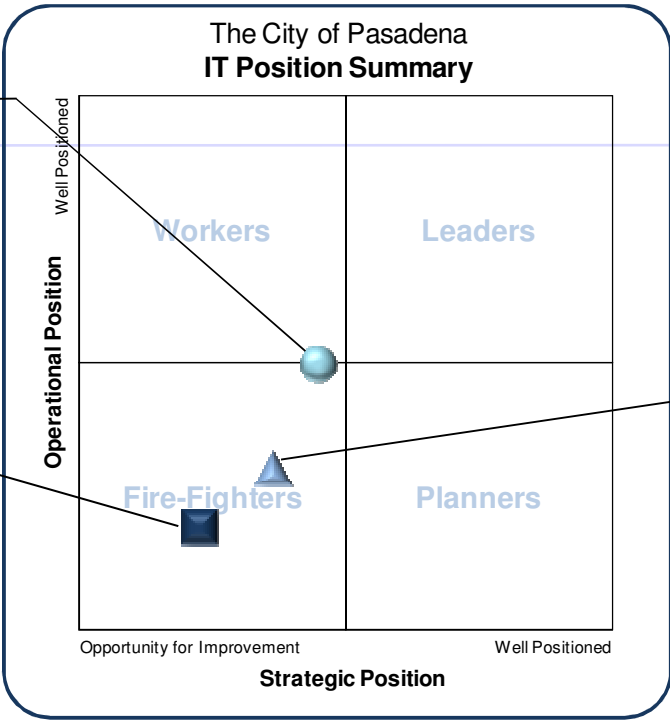 The City of Pasadena
IT Position Summary
Well Positioned
Operational Position
Workers
Leaders
Fire-Fighters
Planners
Opportunity for Improvement
Well Positioned
Strategic Position